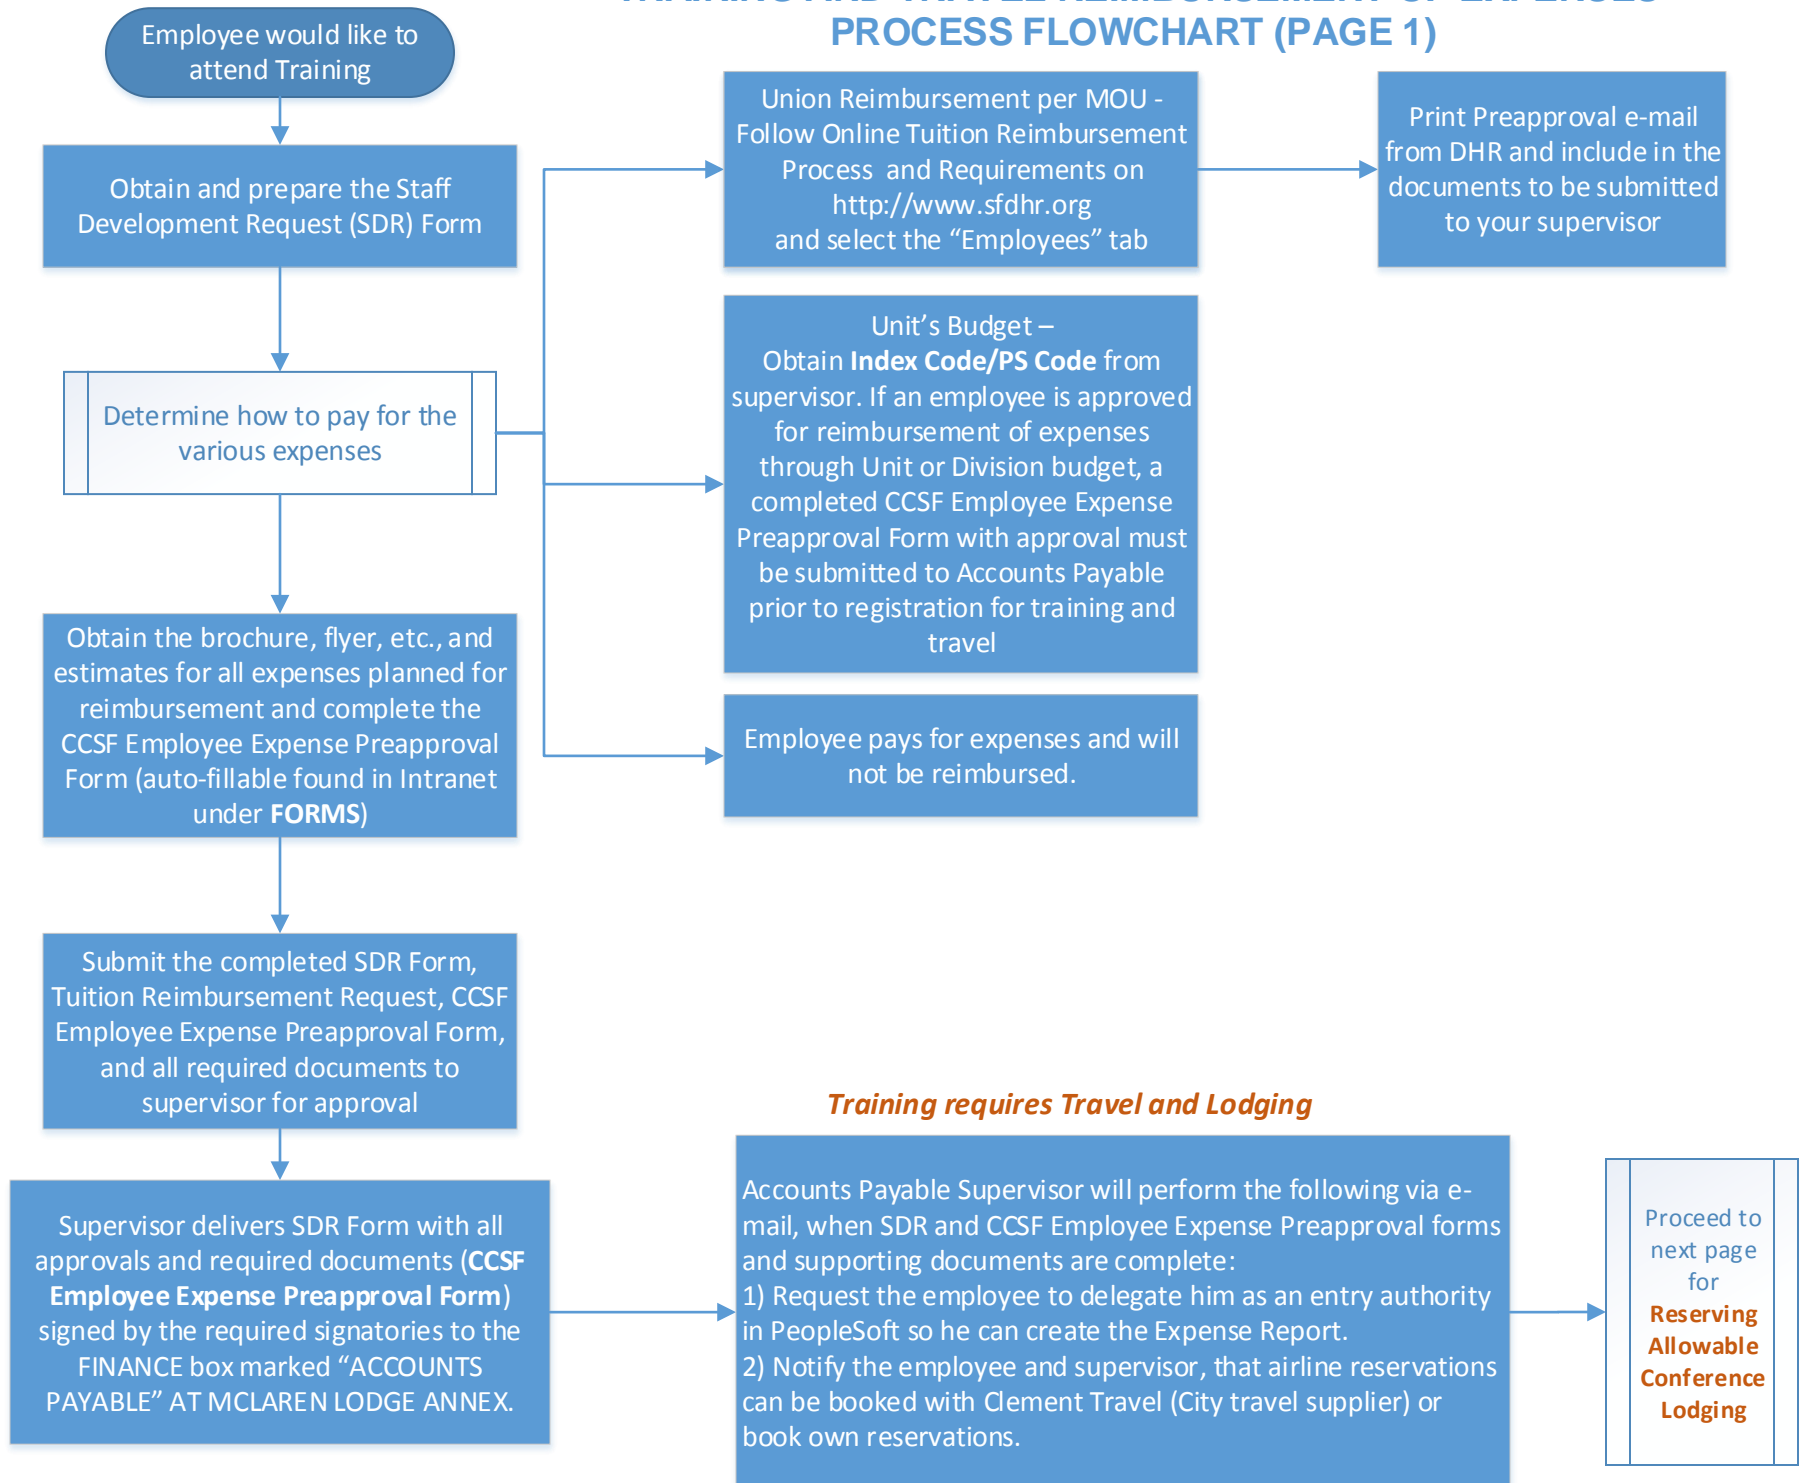 TRAINING AND TRAVEL REIMBURSEMENT OF EXPENSES
PROCESS FLOWCHART (PAGE 1)
Employee would like to
attend Training
Obtain and prepare the Staff
Development Request (SDR) Form
Determine how to pay for the
various expenses
Union Reimbursement per MOU -
Follow Online Tuition Reimbursement
Process and Requirements on
http://www.sfdhr.org
and select the “Employees” tab
Print Preapproval e-mail
from DHR and include in the
documents to be submitted
to your supervisor
Unit’s Budget –
Obtain Index Code/PS Code from
supervisor. If an employee is approved
for reimbursement of expenses
through Unit or Division budget, a
completed CCSF Employee Expense
Preapproval Form with approval must
be submitted to Accounts Payable
prior to registration for training and
travel
Employee pays for expenses and will
not be reimbursed.
Obtain the brochure, flyer, etc., and
estimates for all expenses planned for
reimbursement and complete the
CCSF Employee Expense Preapproval
Form (auto-fillable found in Intranet
under FORMS)
Submit the completed SDR Form,
Tuition Reimbursement Request, CCSF
Employee Expense Preapproval Form,
and all required documents to
supervisor for approval
Supervisor delivers SDR Form with all
approvals and required documents (CCSF
Employee Expense Preapproval Form)
signed by the required signatories to the
FINANCE box marked “ACCOUNTS
PAYABLE” AT MCLAREN LODGE ANNEX.
Training requires Travel and Lodging
Accounts Payable Supervisor will perform the following via e-
mail, when SDR and CCSF Employee Expense Preapproval forms
and supporting documents are complete:
1) Request the employee to delegate him as an entry authority
in PeopleSoft so he can create the Expense Report.
2) Notify the employee and supervisor, that airline reservations
can be booked with Clement Travel (City travel supplier) or
book own reservations.
Proceed to
next page
for
Reserving
Allowable
Conference
Lodging